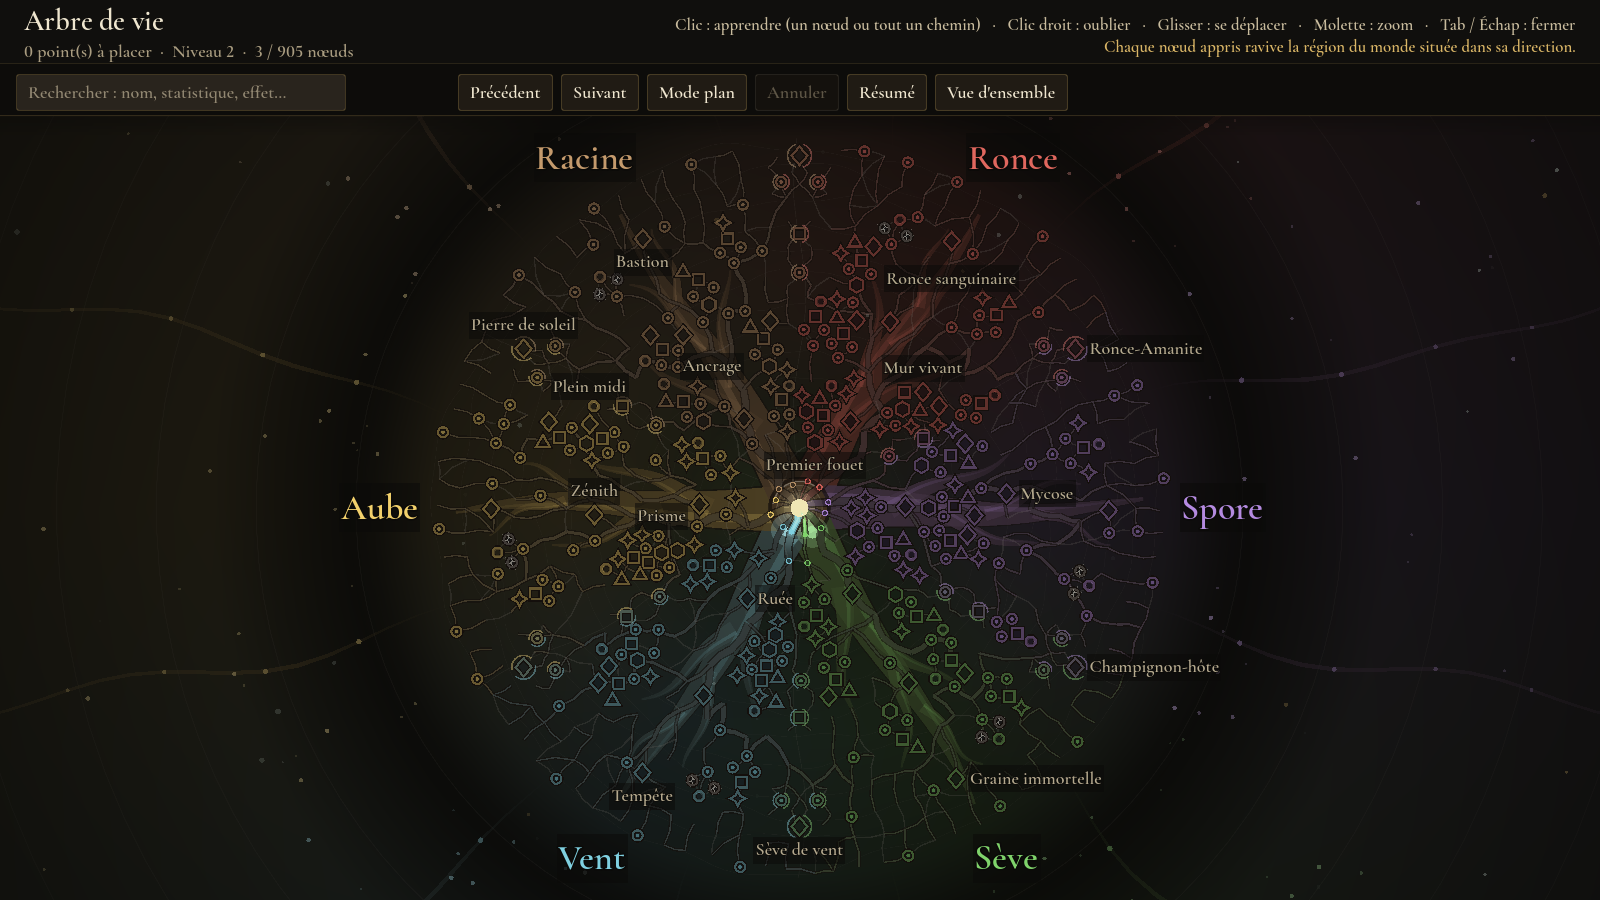 Arbre de vie
0 point(s) à placer · Niveau 2 · 3 / 905 nœuds
Clic : apprendre (un nœud ou tout un chemin) · Clic droit : oublier · Glisser : se déplacer · Molette : zoom · Tab / Échap : fermer
Chaque nœud appris ravive la région du monde située dans sa direction.
Rechercher : nom, statistique, effet...
Précédent
Suivant
Mode plan
Annuler
Résumé
Vue d'ensemble
Racine
Ronce
Bastion
Ronce sanguinaire
Pierre de soleil
Ronce-Amanite
Ancrage
Mur vivant
Plein midi
Premier fouet
Zénith
Mycose
Aube
Prisme
Spore
Ruée
Champignon-hôte
Graine immortelle
Tempête
Sève de vent
Vent
Sève